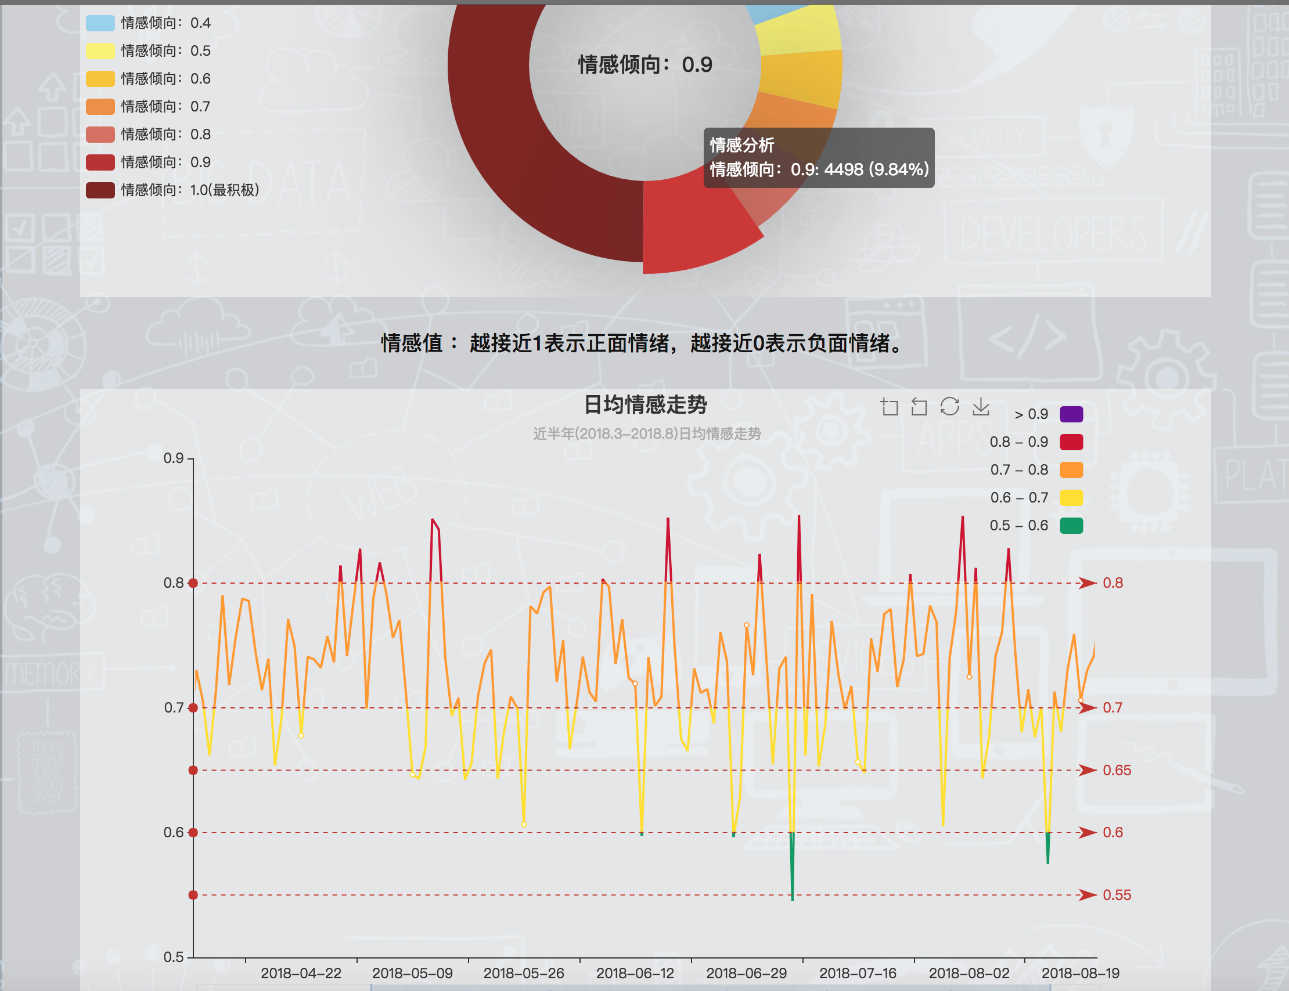 情感倾向：0.4
情感倾向：0.5
情感倾向：0.6
情感倾向：0.7
情感倾向：0.8
情感倾向：0.9
情感倾向：1.0(最积极)
情感倾向：0.9
情感分析
情感倾向：0.9: 4498 (9.84%)
DATA
DEVELOPERS
//
</>
情感值 ：越接近1表示正面情绪，越接近0表示负面情绪。
日均情感走势
近半年(2018.3-2018.8)日均情感走势
> 0.9
0.8 - 0.9
0.7 - 0.8
0.6 - 0.7
0.5 - 0.6
APPS
PLAT
WEB
MEMORY
0.9
0.8
0.7
0.6
0.5
0.8
0.7
0.65
0.6
0.55
2018-04-22
2018-05-09
2018-05-26
2018-06-12
2018-06-29
2018-07-16
2018-08-02
2018-08-19